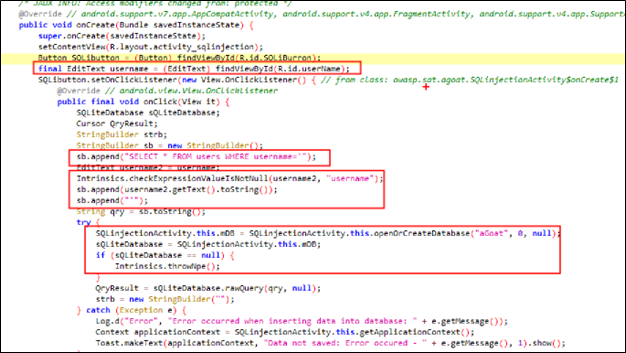 /* JADX INFO: Access modifiers changed from: protected */
@Override // android.support.v7.app.AppCompatActivity, android.support.v4.app.FragmentActivity, android.support.v4.app.Support
public void onCreate(Bundle savedInstanceState) {
super.onCreate(savedInstanceState);
setContentView(R.layout.activity_sqlinjection);
Button SQLibutton = (Button) findViewById(R.id.SQLiBurron);
final EditText username = (EditText) findViewById(R.id.userName);
SQLibutton.setOnClickListener(new View.OnClickListener() { // from class: owasp.sat.agoat.SQLinjectionActivity$onCreate$1
@Override // android.view.View.OnClickListener
public final void onClick(View it) {
SQLiteDatabase sQLiteDatabase;
Cursor QryResult;
StringBuilder strb;
StringBuilder sb = new StringBuilder();
sb.append("SELECT * FROM users WHERE username='");
EditText username2 = username;
Intrinsics.checkExpressionValueIsNotNull(username2, "username");
sb.append(username2.getText().toString());
sb.append("'");
String qry = sb.toString();
try {
SQLinjectionActivity.this.mDB = SQLinjectionActivity.this.openOrCreateDatabase("aGoat", 0, null);
sQLiteDatabase = SQLinjectionActivity.this.mDB;
if (sQLiteDatabase == null) {
Intrinsics.throwNpe();
}
QryResult = sQLiteDatabase.rawQuery(qry, null);
strb = new StringBuilder("");
} catch (Exception e) {
Log.d("Error", "Error occurred when inserting data into database: " + e.getMessage());
Context applicationContext = SQLinjectionActivity.this.getApplicationContext();
Toast.makeText(applicationContext, "Data not saved: Error occured - " + e.getMessage(), 1).show();